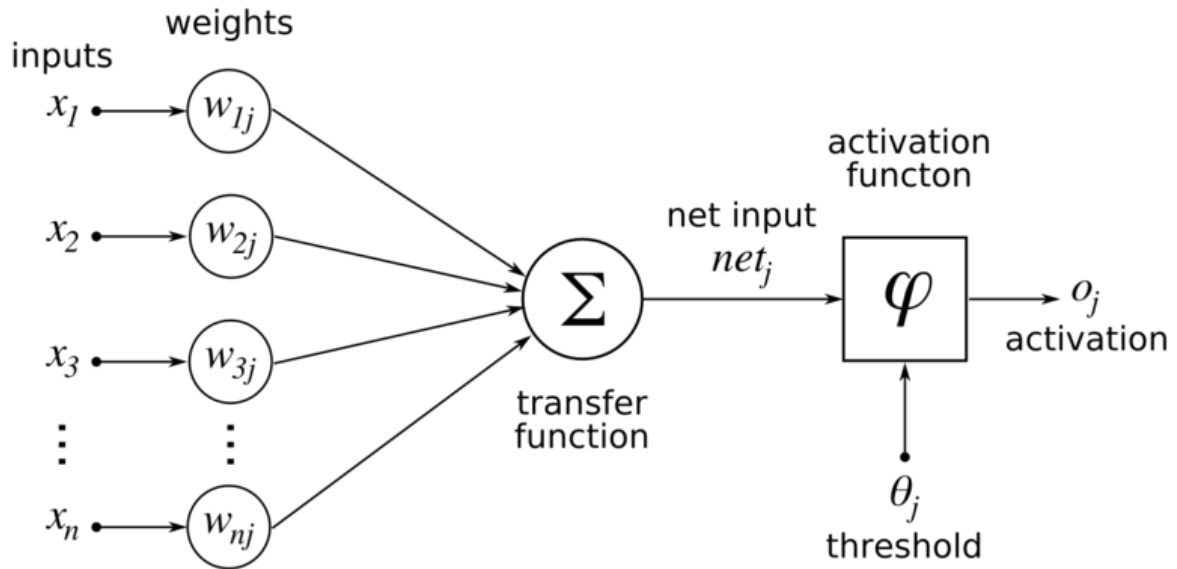 weights
inputs
x1
w1j
x2
w2j
x3
w3j
⋮
⋮
xn
wnj
Σ
transfer
function
net input
netj
activation
functon
φ
oj
activation
θj
threshold